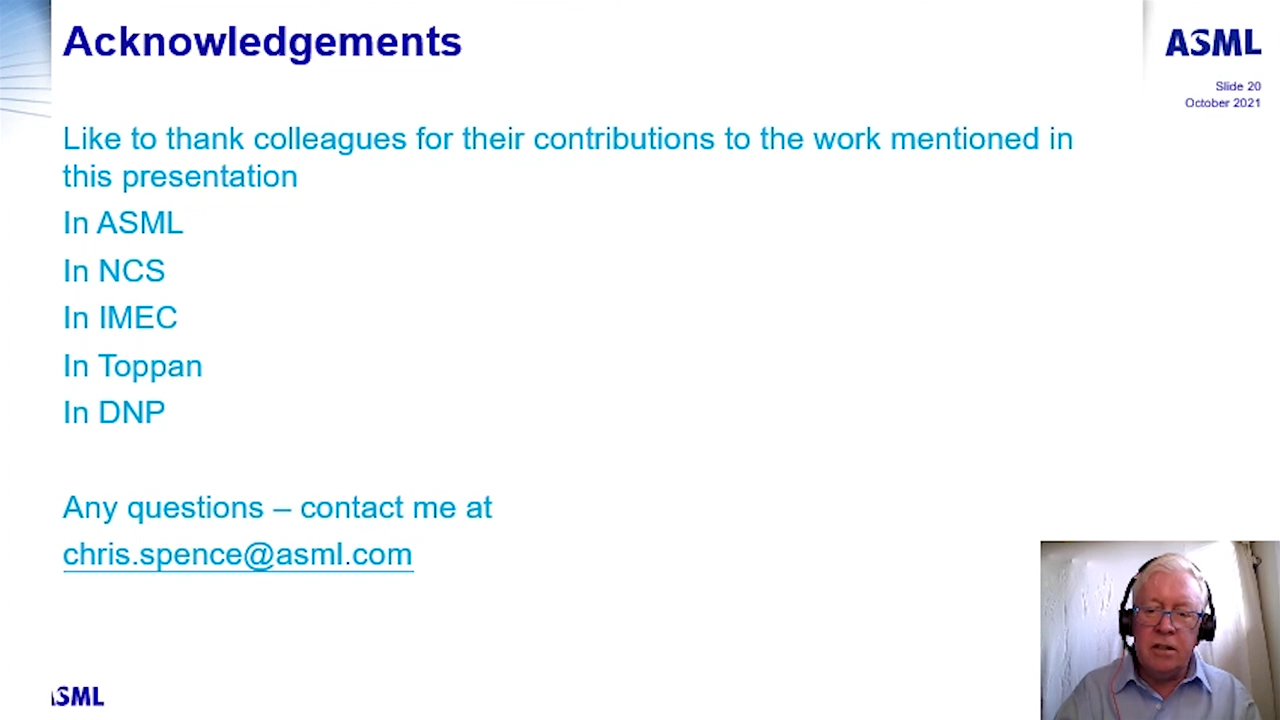 Acknowledgements
ASML
Slide 20
October 2021
Like to thank colleagues for their contributions to the work mentioned in
this presentation
In ASML
In NCS
In IMEC
In Toppan
In DNP
Any questions – contact me at
chris.spence@asml.com
ASML